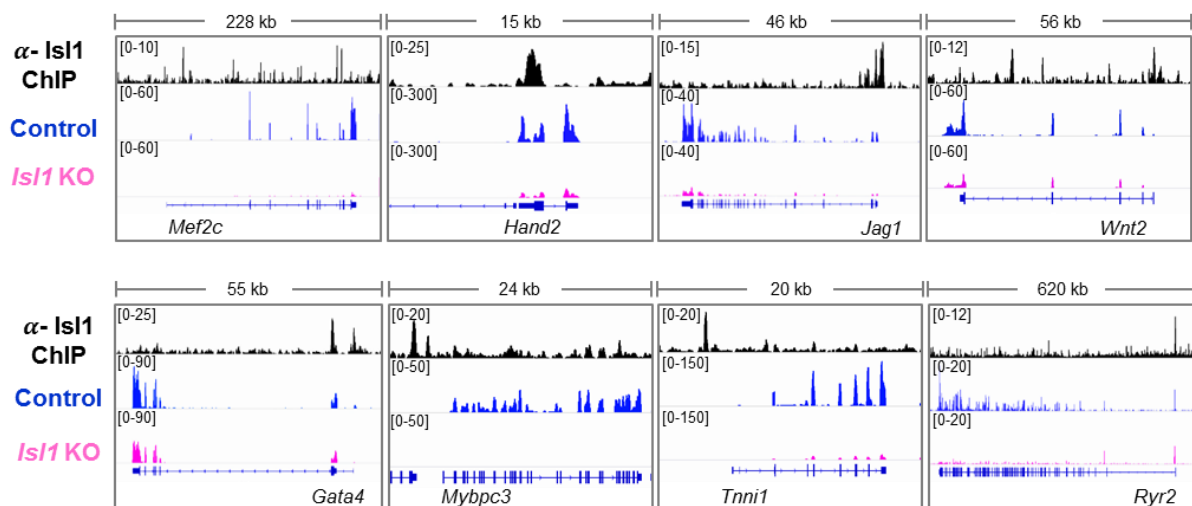 228 kb
15 kb
46 kb
56 kb
α- Isl1
ChIP
Control
Isl1 KO
[0-10]
[0-60]
[0-60]
Mef2c
[0-25]
[0-300]
[0-300]
Hand2
[0-15]
[0-40]
[0-40]
Jag1
[0-12]
[0-60]
[0-60]
Wnt2
55 kb
24 kb
20 kb
620 kb
α- Isl1
ChIP
Control
Isl1 KO
[0-25]
[0-90]
[0-90]
Gata4
[0-20]
[0-50]
[0-50]
Mybpc3
[0-20]
[0-150]
[0-150]
Tnni1
[0-12]
[0-20]
[0-20]
Ryr2